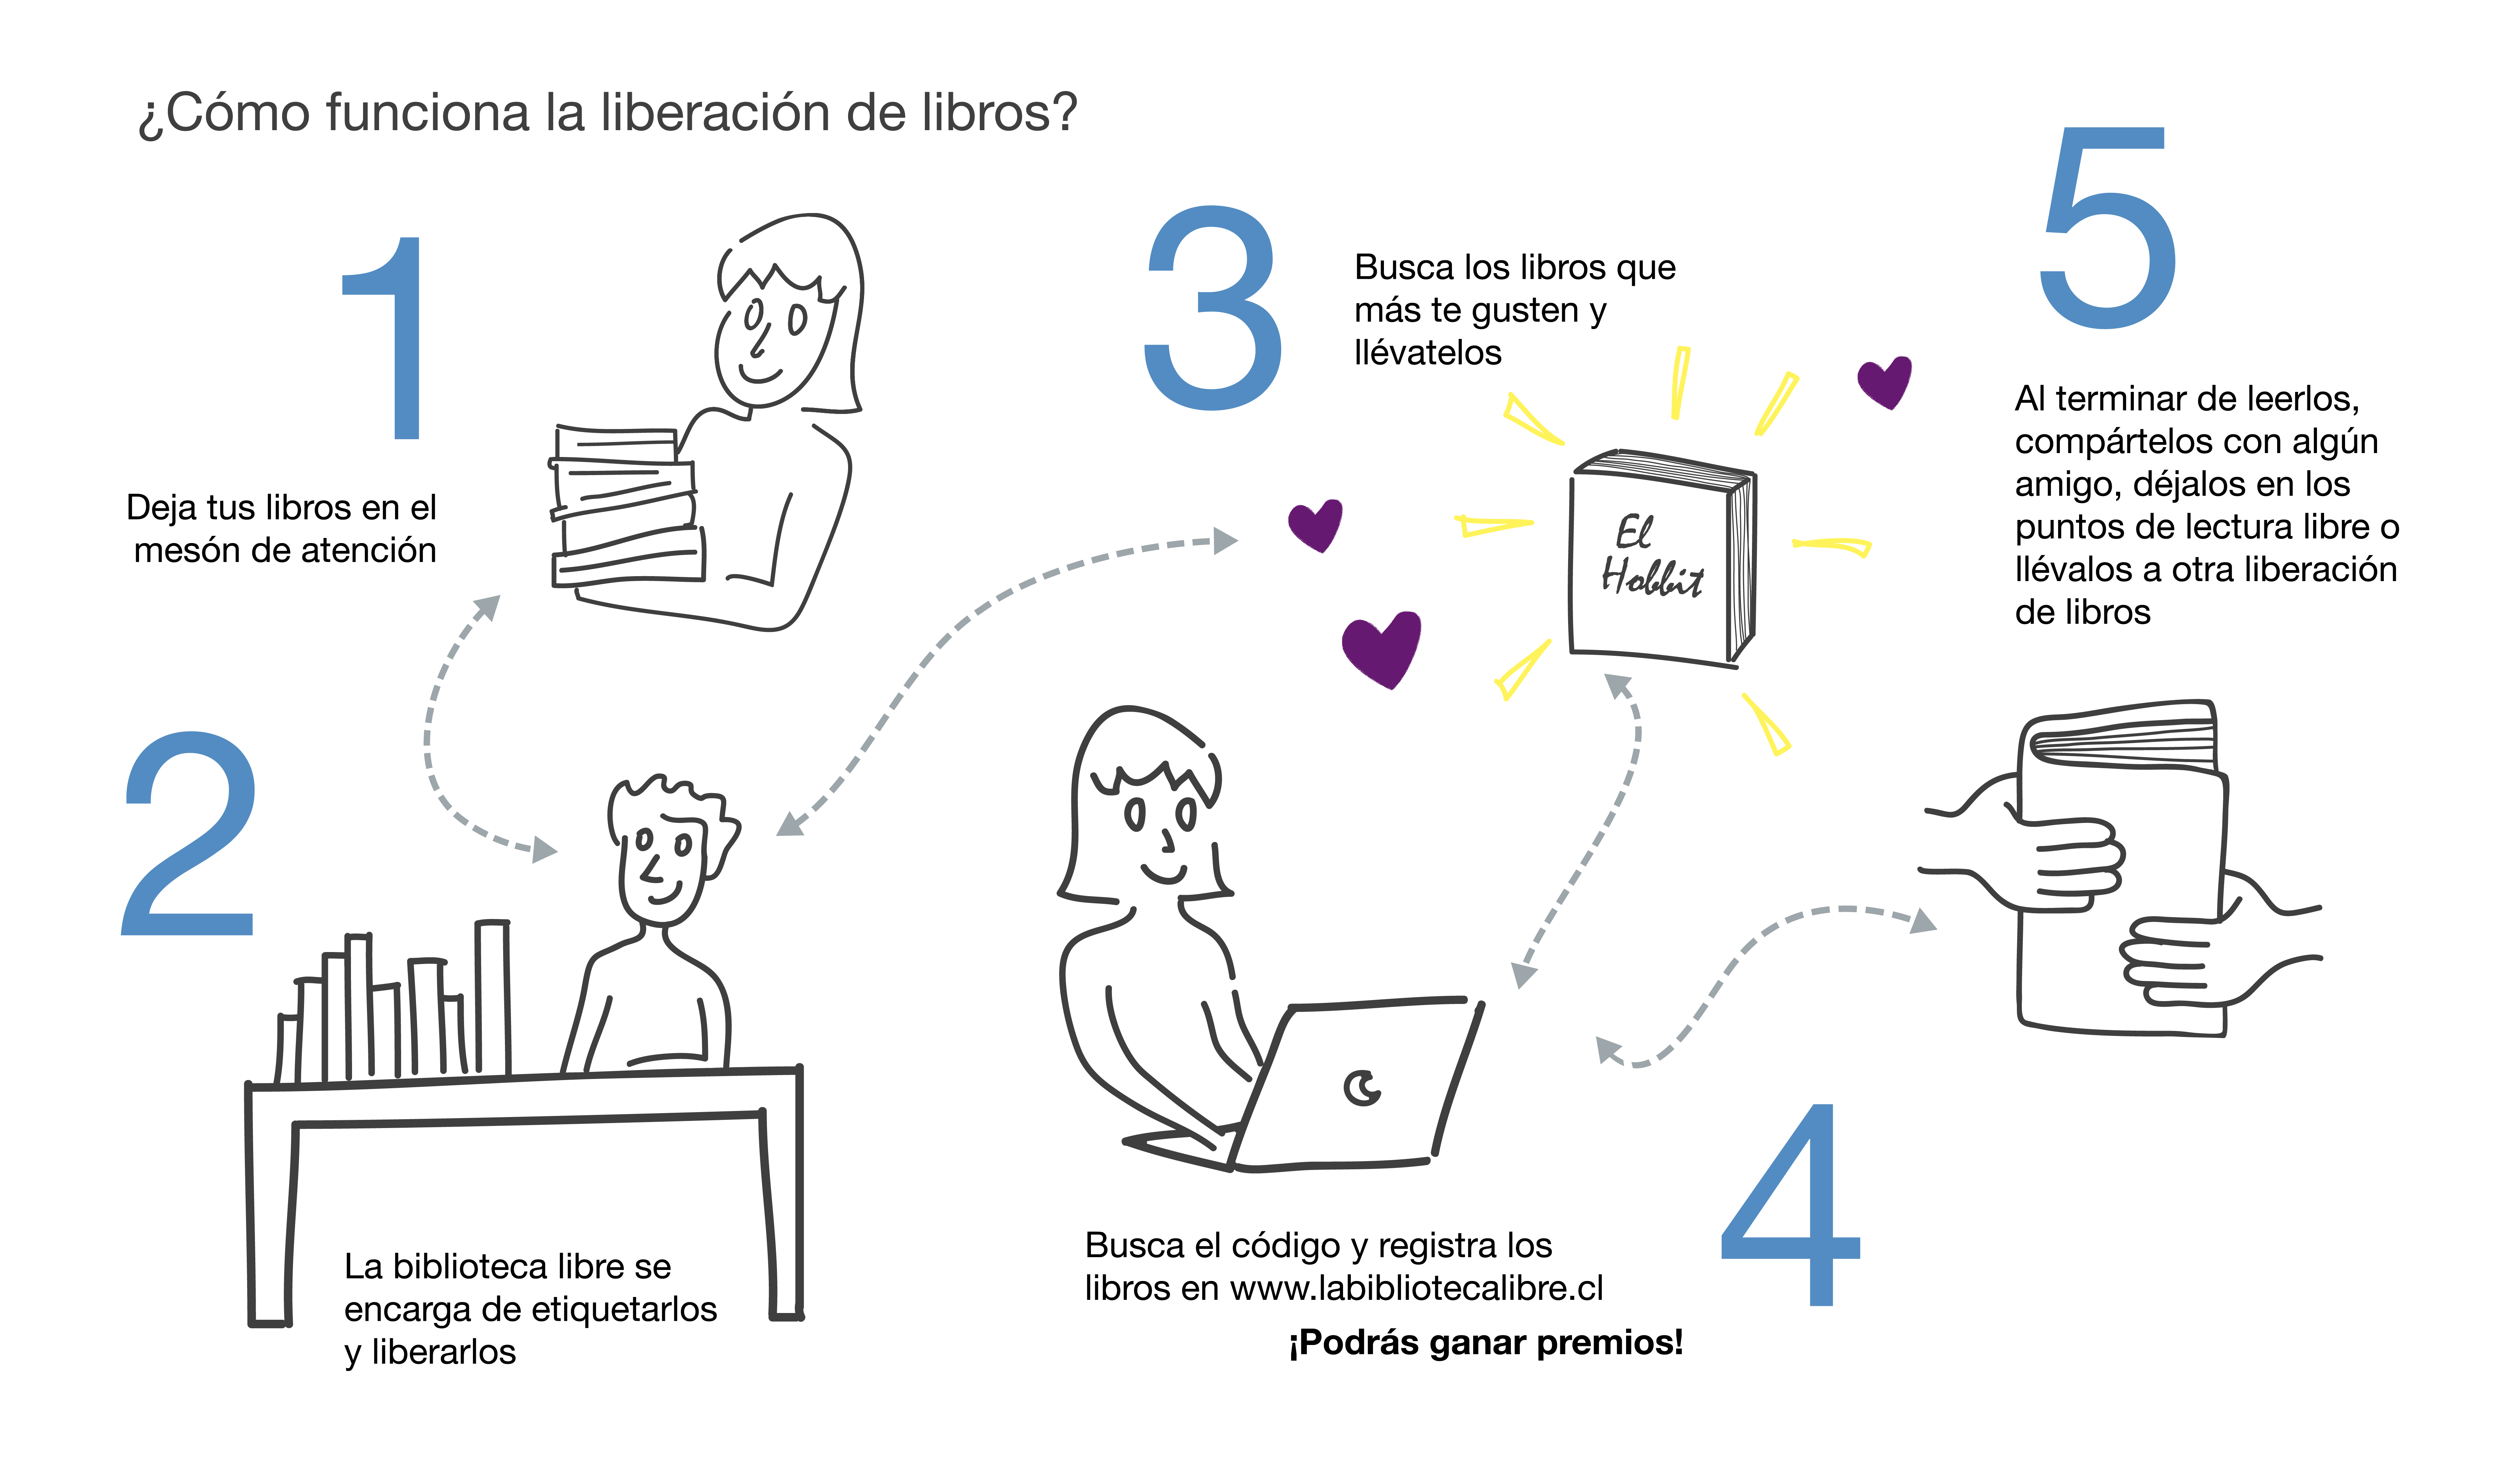 ¿Cómo funciona la liberación de libros?
1
Deja tus libros en el
mesón de atención
2
La biblioteca libre se
encarga de etiquetarlos
y liberarlos
3
Busca los libros que
más te gusten y
llévatelos
El
Hobbit
4
Busca el código y registra los
libros en www.labibliotecalibre.cl
¡Podrás ganar premios!
5
Al terminar de leerlos,
compártelos con algún
amigo, déjalos en los
puntos de lectura libre o
llévalos a otra liberación
de libros